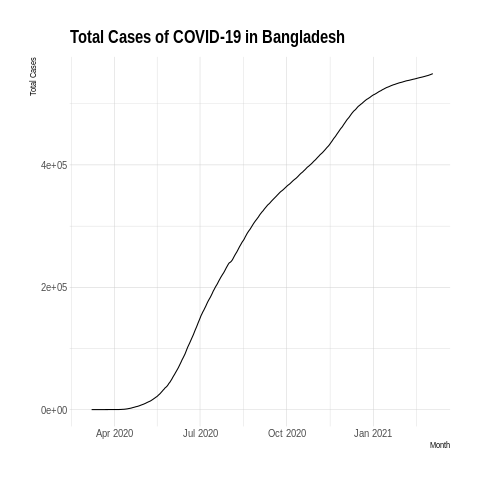 Total Cases of COVID-19 in Bangladesh
Total Cases
4e+05
2e+05
0e+00
Apr 2020 Jul 2020 Oct 2020 Jan 2021
Month